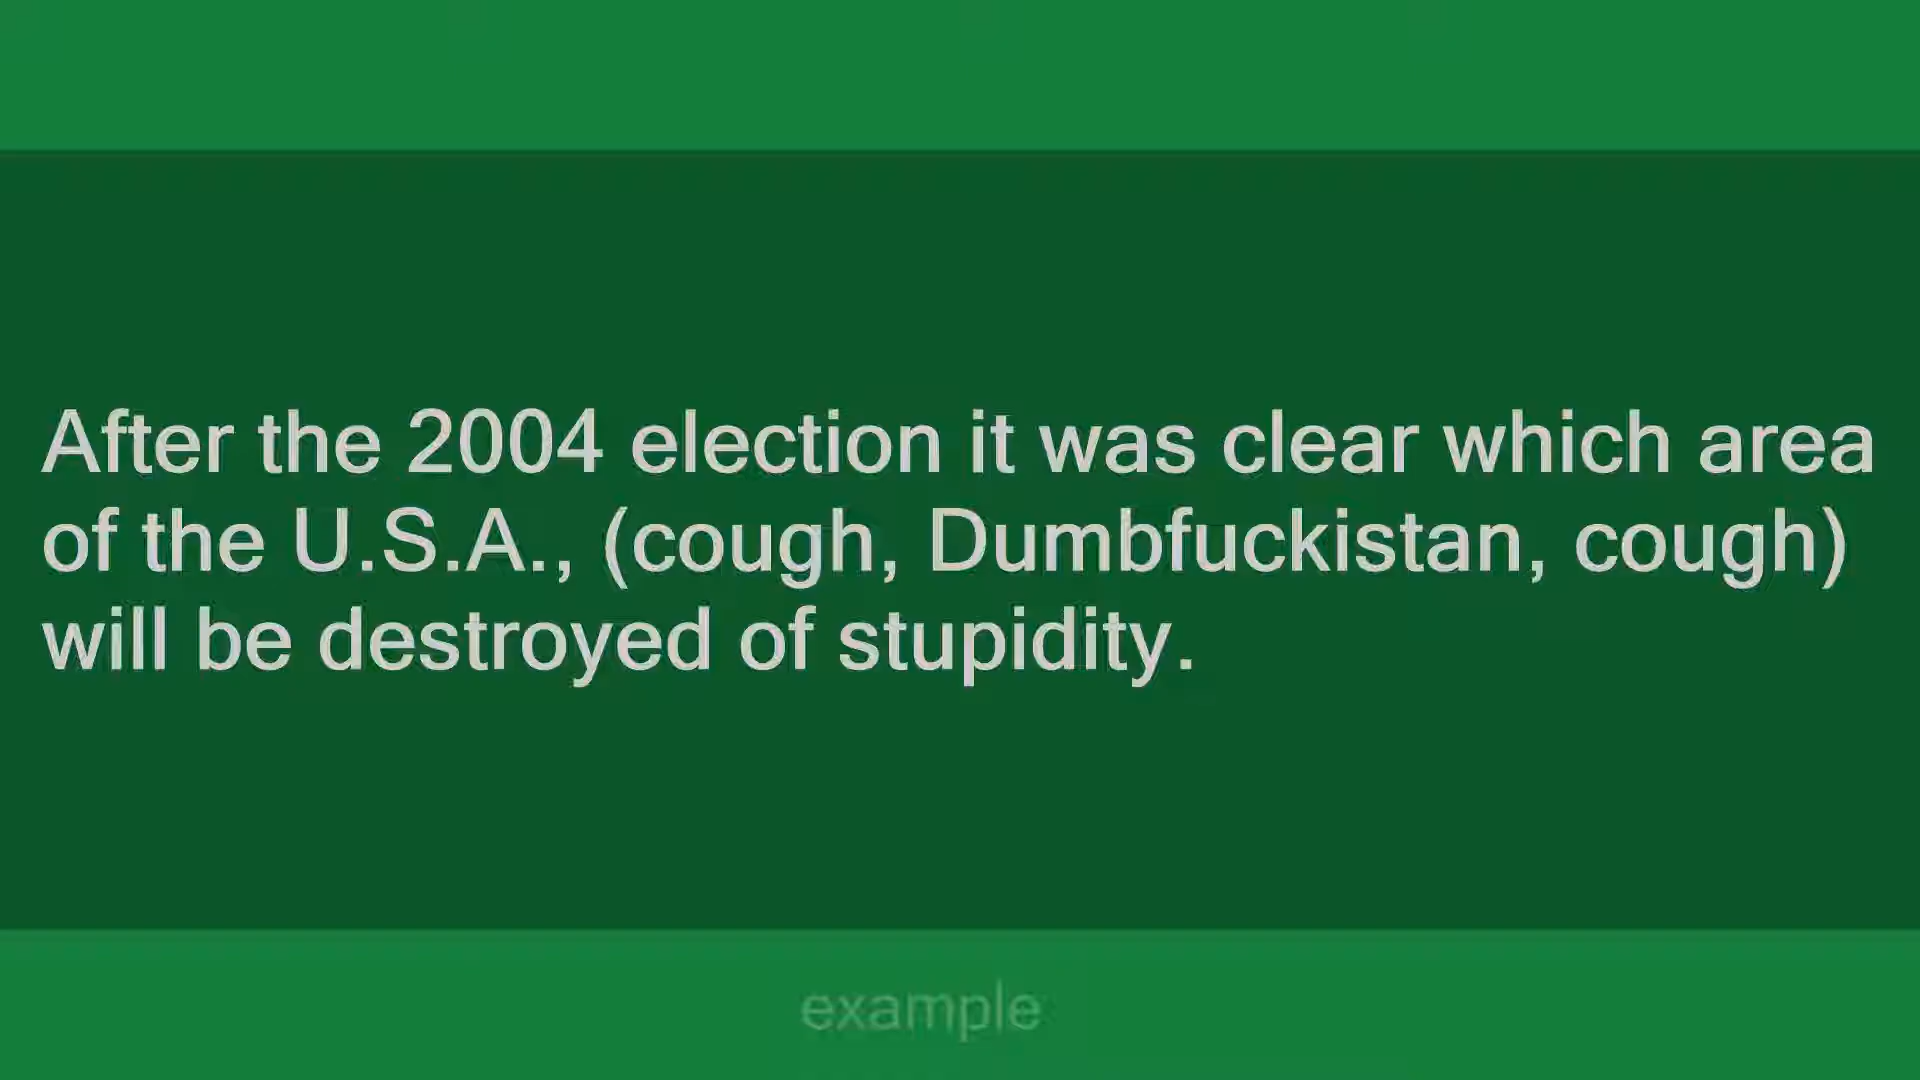 After the 2004 election it was clear which area
of the U.S.A., (cough, Dumbfuckistan, cough)
will be destroyed of stupidity.
example